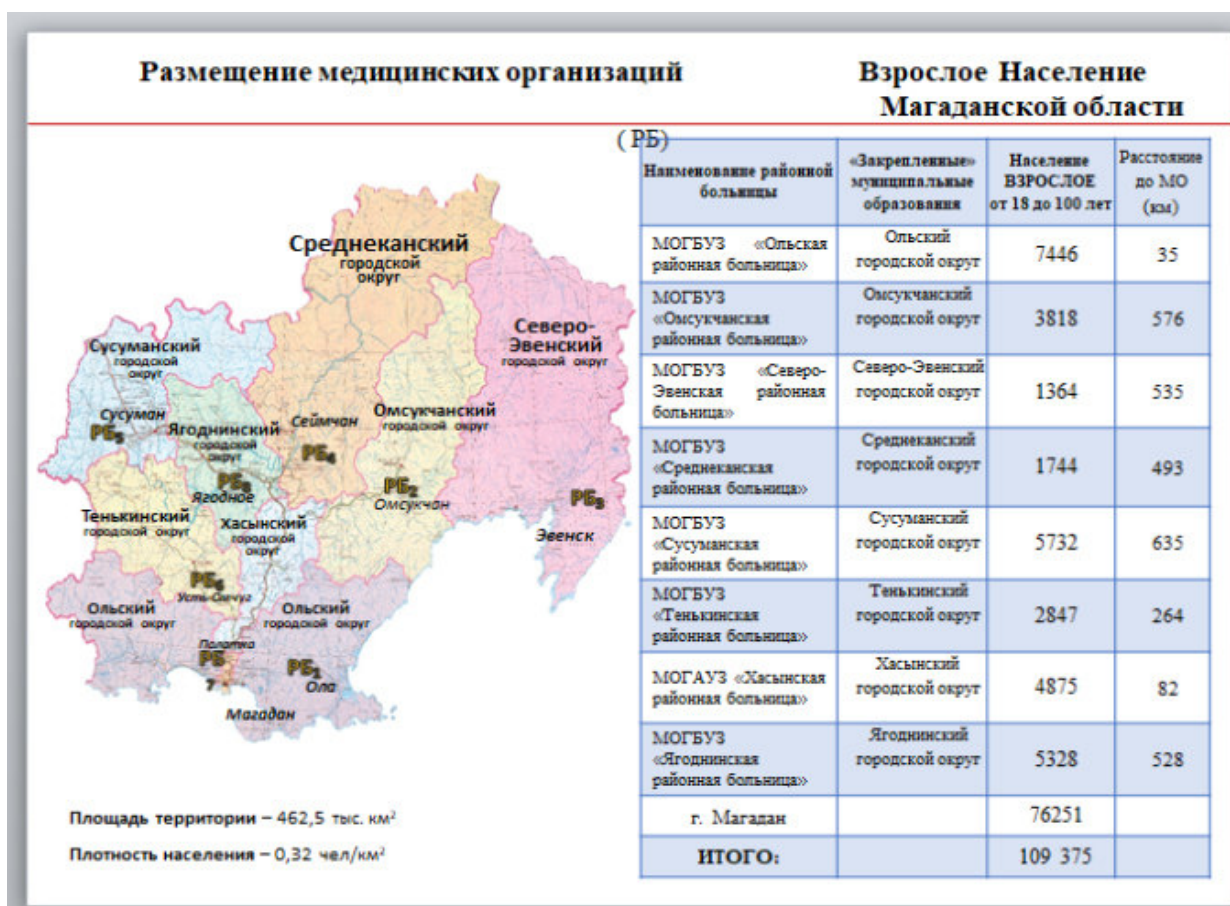 Размещение медицинских организаций
Взрослое Население
Магаданской области
( РБ)
Среднеканский
городской
округ
Северо-
Эвенский
городской округ
Сусуманский
городской
округ
Сусуман
РБ5
Ягоднинский
городской
округ
РБ8
Ягодное
Сеймчан
РБ4
Омсукчанский
городской округ
РБ2
Омсукчан
РБ3
Эвенск
Тенькинский
городской округ
Хасынский
городской
округ
РБ6
Усть-Омчуг
Ольский
городской округ
Ольский
городской округ
Палатка
РБ
7
РБ1
Ола
Магадан
Площадь территории – 462,5 тыс. км²
Плотность населения – 0,32 чел/км²
Наименование районной
больницы
«Закрепленные»
муниципальные
образования
Население
ВЗРОСЛОЕ
от 18 до 100 лет
Расстояние
до МО
(км)
МОГБУЗ «Ольская
районная больница»
Ольский
городской округ
7446
35
МОГБУЗ
«Омсукчанская
районная больница»
Омсукчанский
городской округ
3818
576
МОГБУЗ «Северо-
Эвенская районная
больница»
Северо-Эвенский
городской округ
1364
535
МОГБУЗ
«Среднеканская
районная больница»
Среднеканский
городской округ
1744
493
МОГБУЗ
«Сусуманская
районная больница»
Сусуманский
городской округ
5732
635
МОГБУЗ
«Тенькинская
районная больница»
Тенькинский
городской округ
2847
264
МОГАУЗ «Хасынская
районная больница»
Хасынский
городской округ
4875
82
МОГБУЗ
«Ягоднинская
районная больница»
Ягоднинский
городской округ
5328
528
г. Магадан
76251
ИТОГО:
109 375